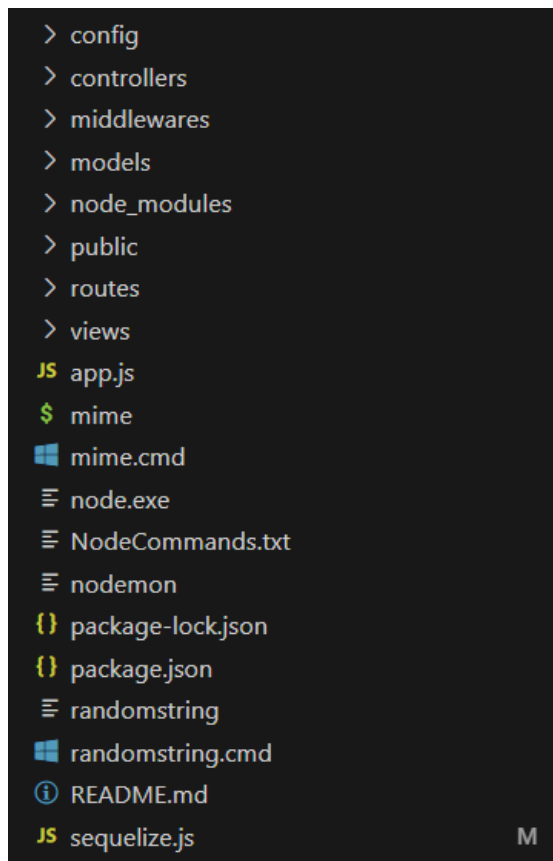 config
controllers
middlewares
models
node_modules
public
routes
views
JS app.js
$ mime
mime.cmd
node.exe
NodeCommands.txt
nodemon
{} package-lock.json
{} package.json
randomstring
randomstring.cmd
README.md
JS sequelize.js M